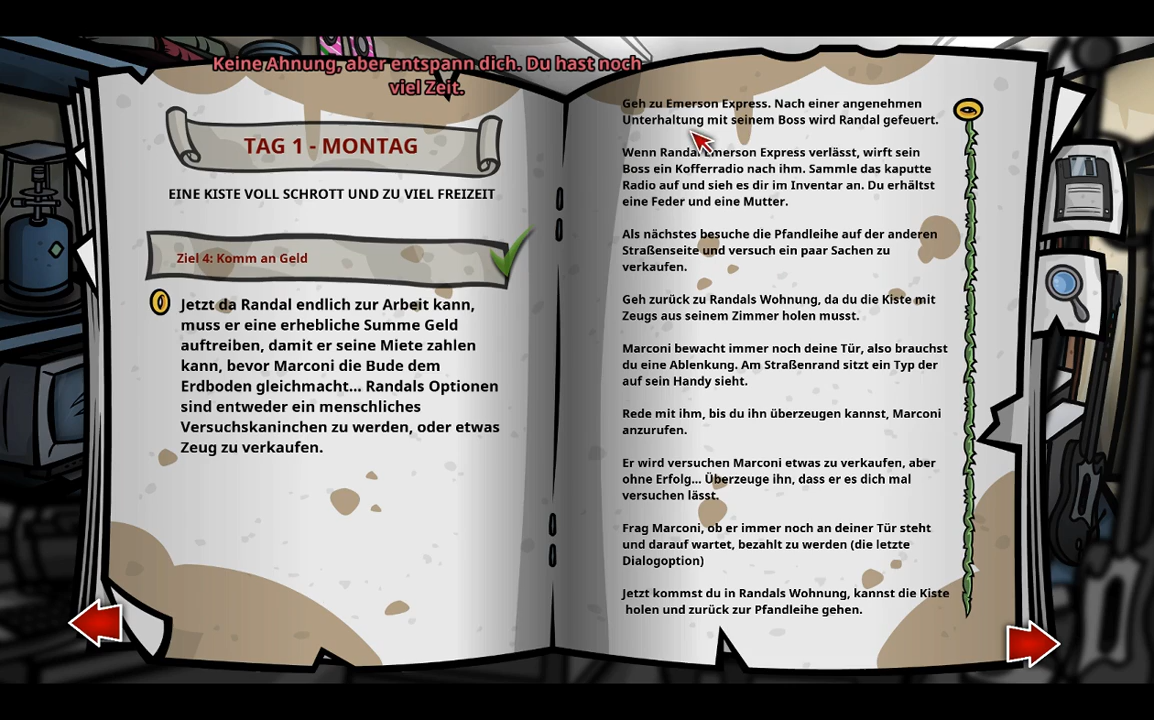 Keine Ahnung, aber entspann dich. Du hast noch
viel Zeit.
TAG 1 - MONTAG
EINE KISTE VOLL SCHROTT UND ZU VIEL FREIZEIT
Ziel 4: Komm an Geld
Jetzt da Randal endlich zur Arbeit kann,
muss er eine erhebliche Summe Geld
auftreiben, damit er seine Miete zahlen
kann, bevor Marconi die Bude dem
Erdboden gleichmacht... Randals Optionen
sind entweder ein menschliches
Versuchskaninchen zu werden, oder etwas
Zeug zu verkaufen.
Geh zu Emerson Express. Nach einer angenehmen
Unterhaltung mit seinem Boss wird Randal gefeuert.
Wenn Randal Emerson Express verlässt, wirft sein
Boss ein Kofferradio nach ihm. Sammle das kaputte
Radio auf und sieh es dir im Inventar an. Du erhältst
eine Feder und eine Mutter.
Als nächstes besuche die Pfandleihe auf der anderen
Straßenseite und versuch ein paar Sachen zu
verkaufen.
Geh zurück zu Randals Wohnung, da du die Kiste mit
Zeugs aus seinem Zimmer holen musst.
Marconi bewacht immer noch deine Tür, also brauchst
du eine Ablenkung. Am Straßenrand sitzt ein Typ der
auf sein Handy sieht.
Rede mit ihm, bis du ihn überzeugen kannst, Marconi
anzurufen.
Er wird versuchen Marconi etwas zu verkaufen, aber
ohne Erfolg... Überzeuge ihn, dass er es dich mal
versuchen lässt.
Frag Marconi, ob er immer noch an deiner Tür steht
und darauf wartet, bezahlt zu werden (die letzte
Dialogoption)
Jetzt kommst du in Randals Wohnung, kannst die Kiste
holen und zurück zur Pfandleihe gehen.